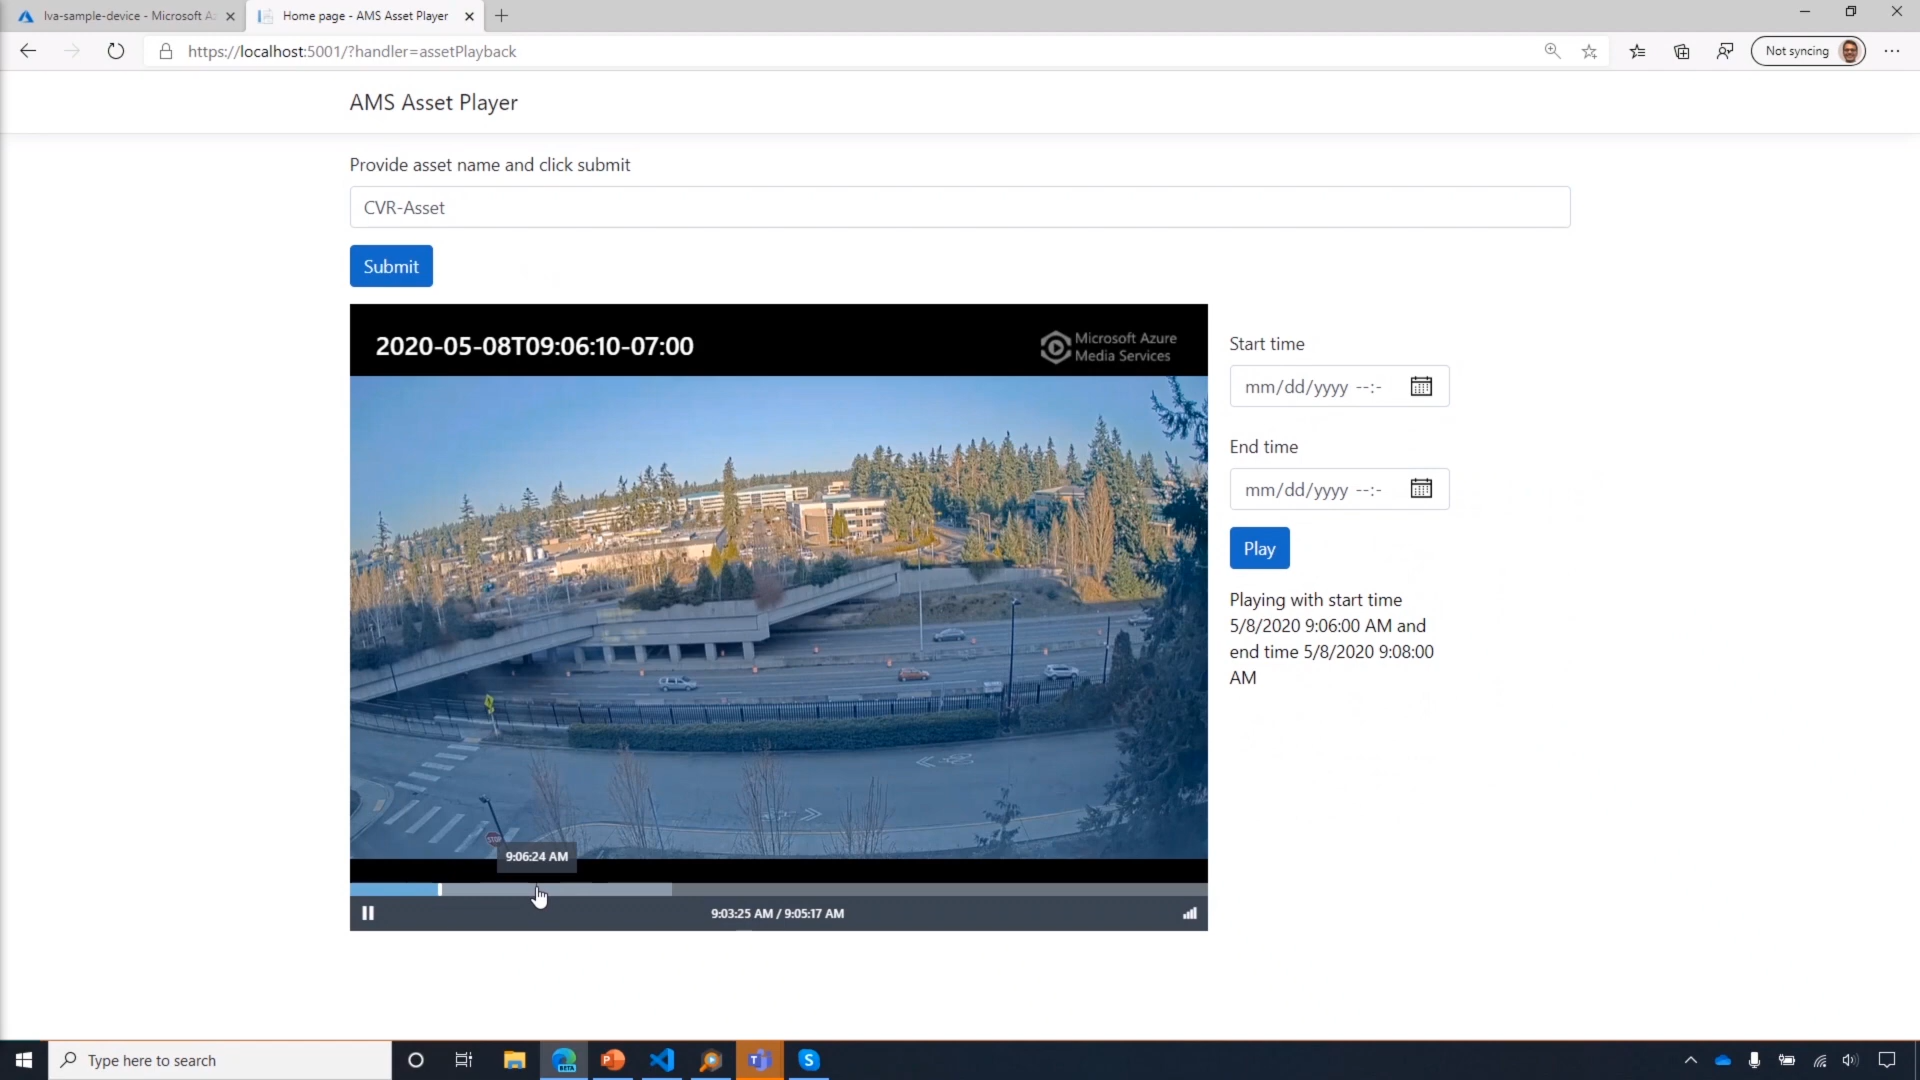 lva-sample-device - Microsoft A
Home page - AMS Asset Player
https://localhost:5001/?handler=assetPlayback
Not syncing
AMS Asset Player
Provide asset name and click submit
CVR-Asset
Submit
2020-05-08T09:06:10-07:00
Microsoft Azure
Media Services
Start time
mm/dd/yyyy --:-
End time
mm/dd/yyyy --:-
Play
Playing with start time
5/8/2020 9:06:00 AM and
end time 5/8/2020 9:08:00
AM
9:06:24 AM
9:03:25 AM / 9:05:17 AM
Type here to search
BETA